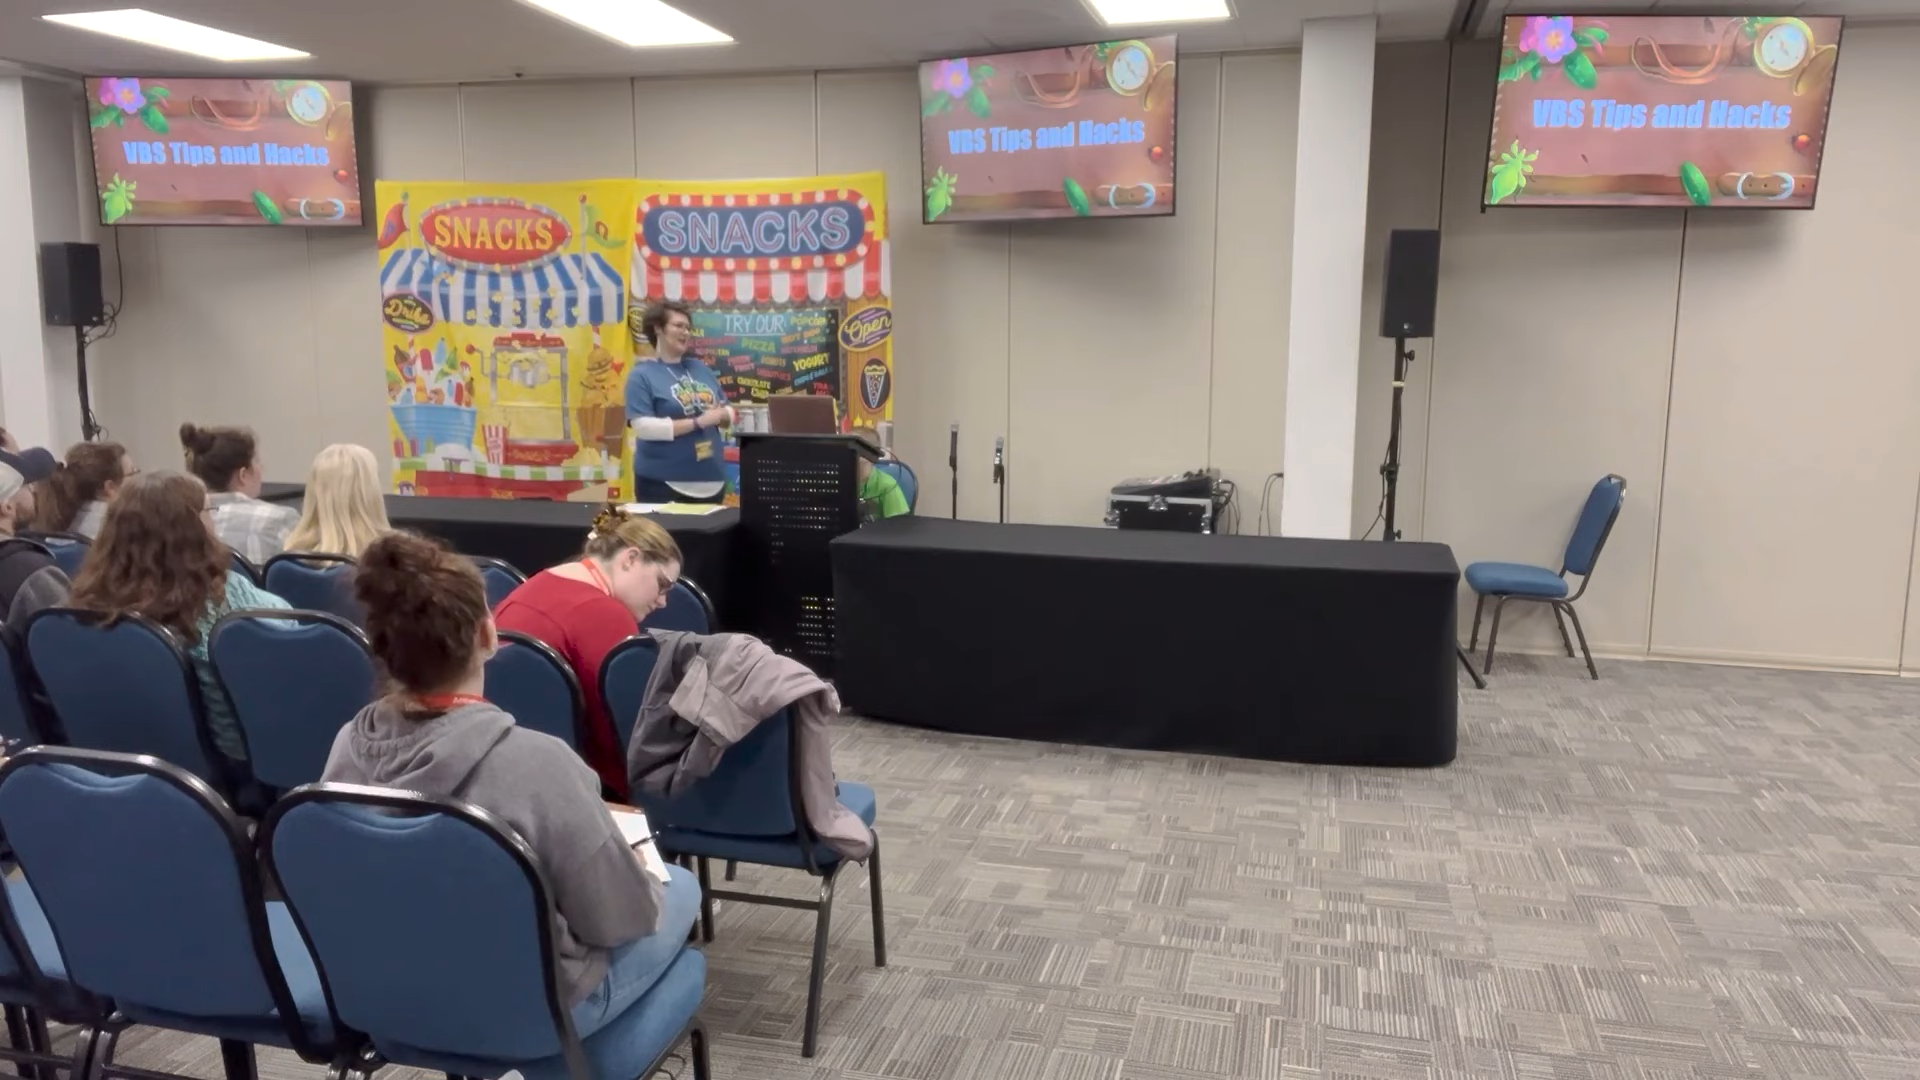 VBS Tips and Hacks
VBS Tips and Hacks
VBS Tips and Hacks
SNACKS
SNACKS
Drinks
TRY OUR
POPCORN
PIZZA
YOGURT
CHOCOLATE
Open